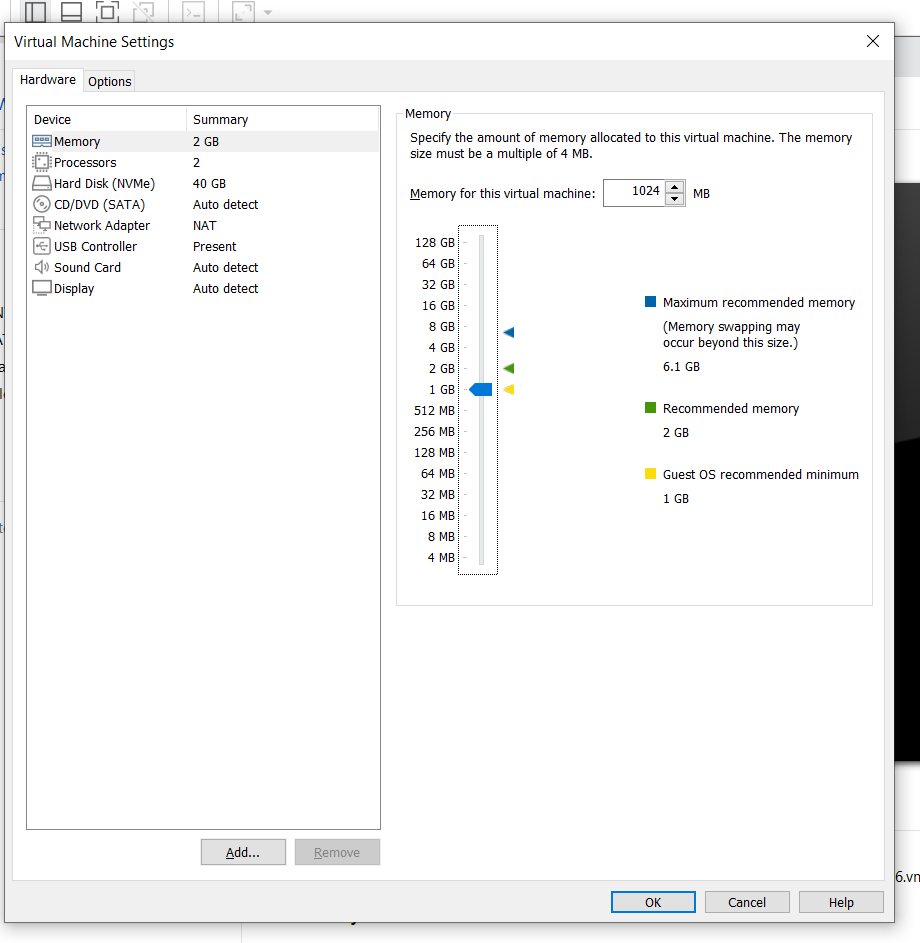 Virtual Machine Settings
Hardware Options
Device Summary
Memory 2 GB
Processors 2
Hard Disk (NVMe) 40 GB
CD/DVD (SATA) Auto detect
Network Adapter NAT
USB Controller Present
Sound Card Auto detect
Display Auto detect
Add...
Remove
Memory
Specify the amount of memory allocated to this virtual machine. The memory
size must be a multiple of 4 MB.
Memory for this virtual machine: 1024 MB
128 GB
64 GB
32 GB
16 GB
8 GB
4 GB
2 GB
1 GB
512 MB
256 MB
128 MB
64 MB
32 MB
16 MB
8 MB
4 MB
Maximum recommended memory
(Memory swapping may
occur beyond this size.)
6.1 GB
Recommended memory
2 GB
Guest OS recommended minimum
1 GB
OK
Cancel
Help
6.vm